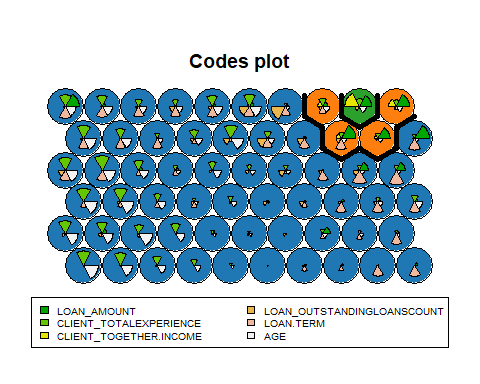 Codes plot
LOAN_AMOUNT
CLIENT_TOTALEXPERIENCE
CLIENT_TOGETHER.INCOME
LOAN_OUTSTANDINGLOANSCOUNT
LOAN.TERM
AGE